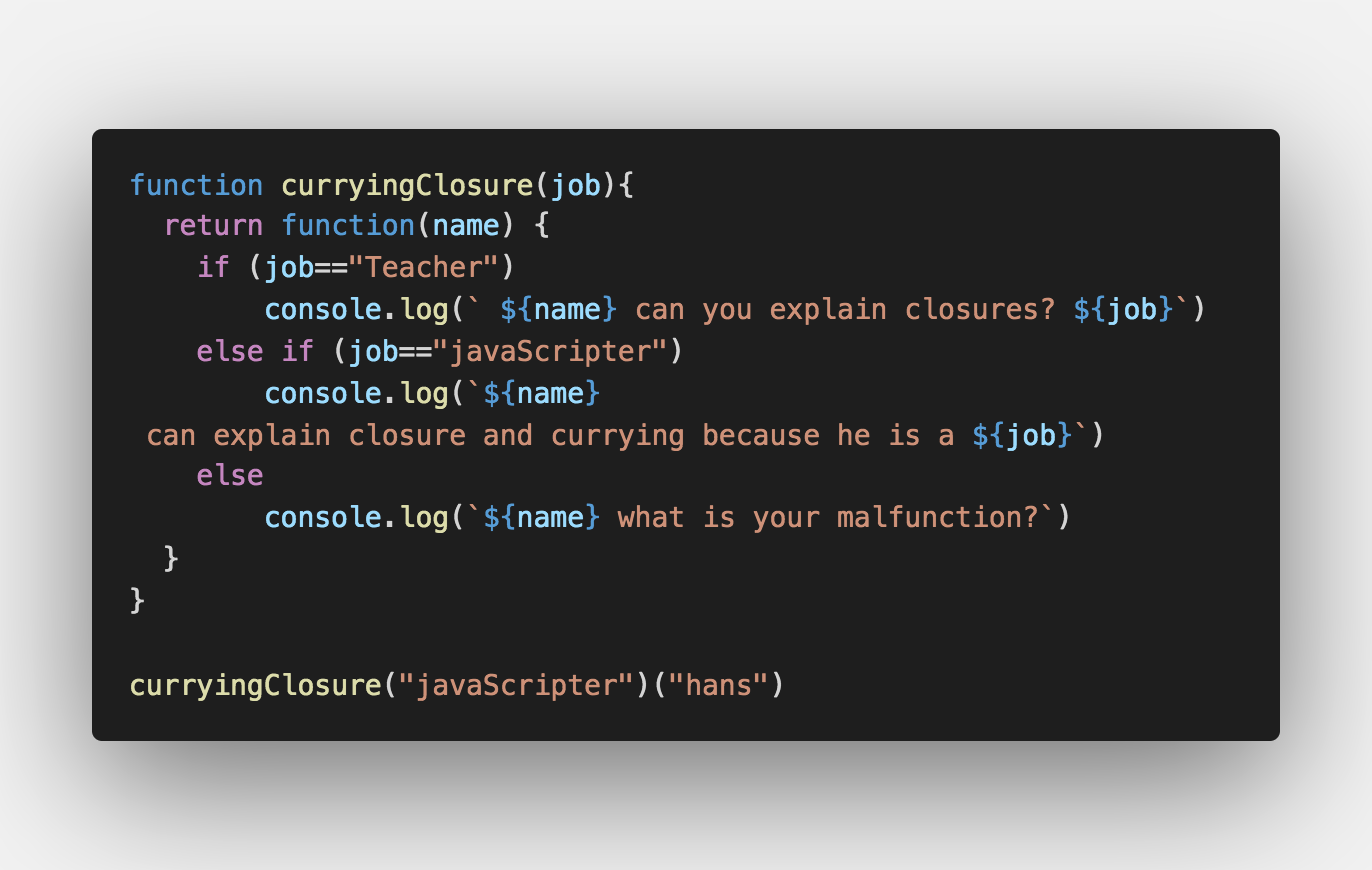 function curryingClosure(job){
  return function(name) {
    if (job=="Teacher")
        console.log(` ${name} can you explain closures? ${job}`)
    else if (job=="javaScripter")
        console.log(`${name}
 can explain closure and currying because he is a ${job}`)
    else
        console.log(`${name} what is your malfunction?`)
  }
}

curryingClosure("javaScripter")("hans")